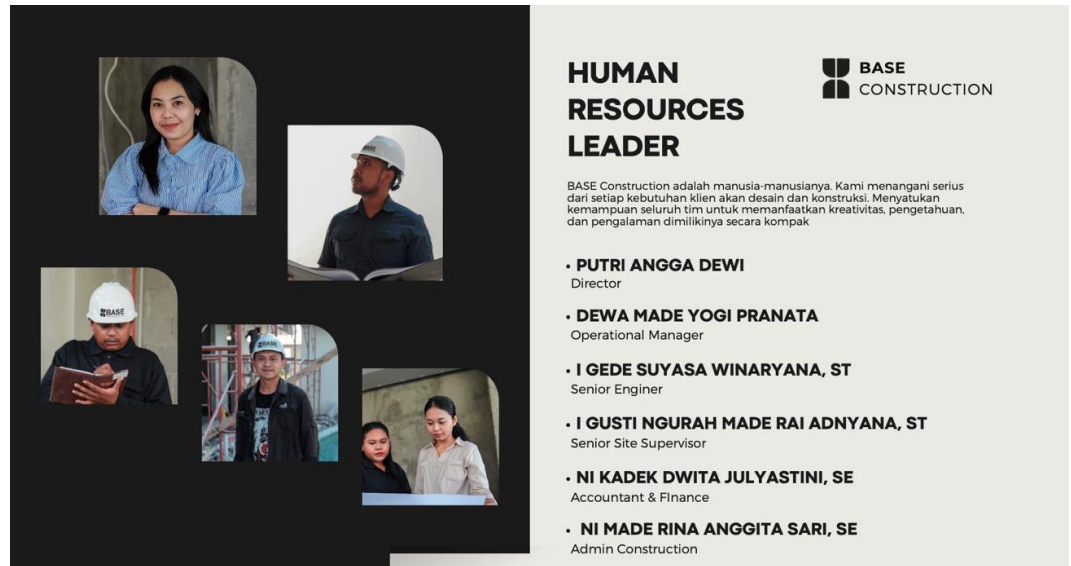 HUMAN
RESOURCES
LEADER
BASE
CONSTRUCTION
BASE Construction adalah manusia-manusianya. Kami menangani serius
dari setiap kebutuhan klien akan desain dan konstruksi. Menyatukan
kemampuan seluruh tim untuk memanfaatkan kreativitas, pengetahuan,
dan pengalaman dimilikinya secara kompak
• PUTRI ANGGA DEWI
Director
• DEWA MADE YOGI PRANATA
Operational Manager
• I GEDE SUYASA WINARYANA, ST
Senior Enginer
• I GUSTI NGURAH MADE RAI ADNYANA, ST
Senior Site Supervisor
• NI KADEK DWITA JULYASTINI, SE
Accountant & FInance
• NI MADE RINA ANGGITA SARI, SE
Admin Construction
BASE
BASE
BASE